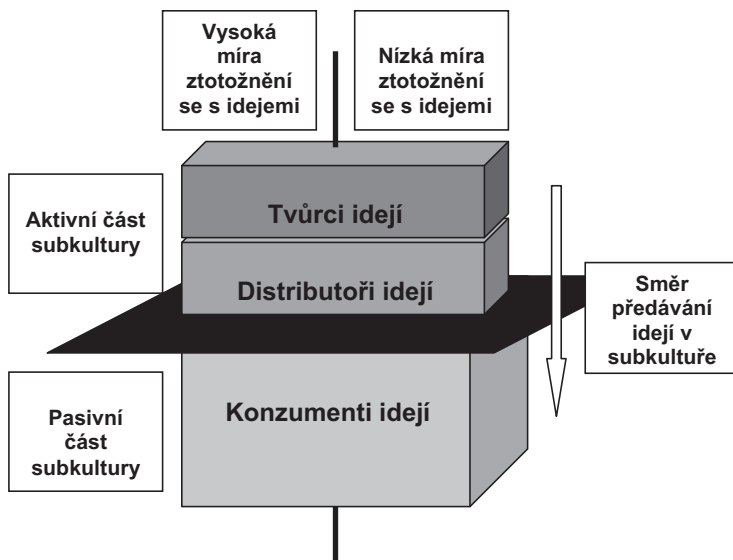 Vysoká
míra
ztotožnění
se s idejemi
Nízká míra
ztotožnění
se s idejemi
Aktivní část
subkultury
Tvůrci idejí
Distributoři idejí
Směr
předávání
idejí v
subkultuře
Pasivní
část
subkultury
Konzumenti idejí